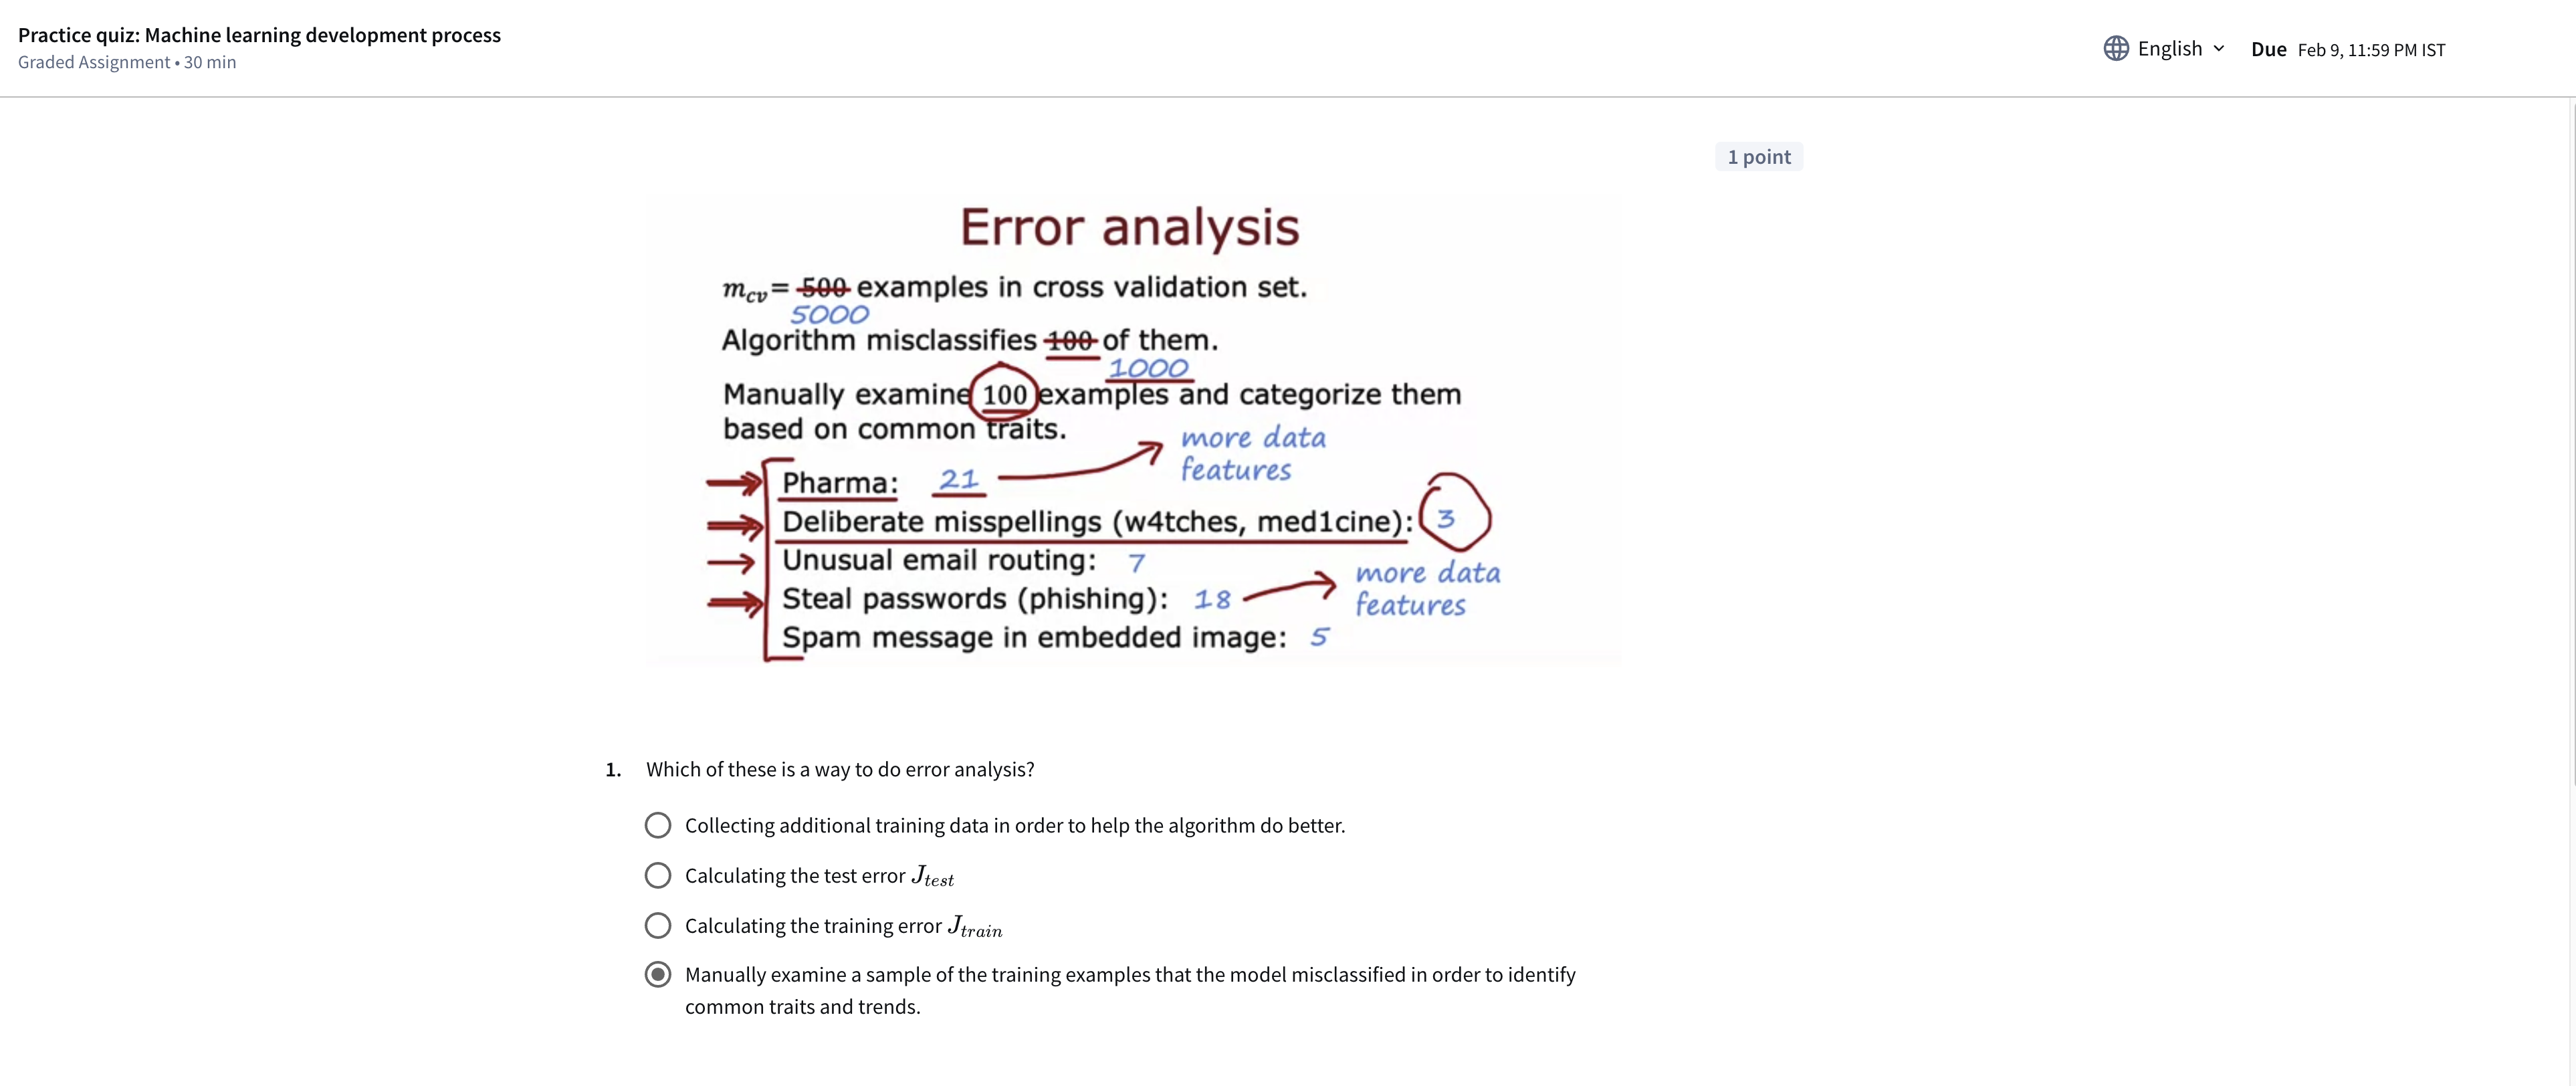 Practice quiz: Machine learning development process
Graded Assignment • 30 min
English
Due Feb 9, 11:59 PM IST
1 point
Error analysis
m_cv = 500 examples in cross validation set.
5000
Algorithm misclassifies 100 of them.
1000
Manually examine 100 examples and categorize them
based on common traits.
more data
features
Pharma: 21
Deliberate misspellings (w4tches, med1cine): 3
Unusual email routing: 7
more data
features
Steal passwords (phishing): 18
Spam message in embedded image: 5
1. Which of these is a way to do error analysis?
Collecting additional training data in order to help the algorithm do better.
Calculating the test error J_test
Calculating the training error J_train
Manually examine a sample of the training examples that the model misclassified in order to identify
common traits and trends.